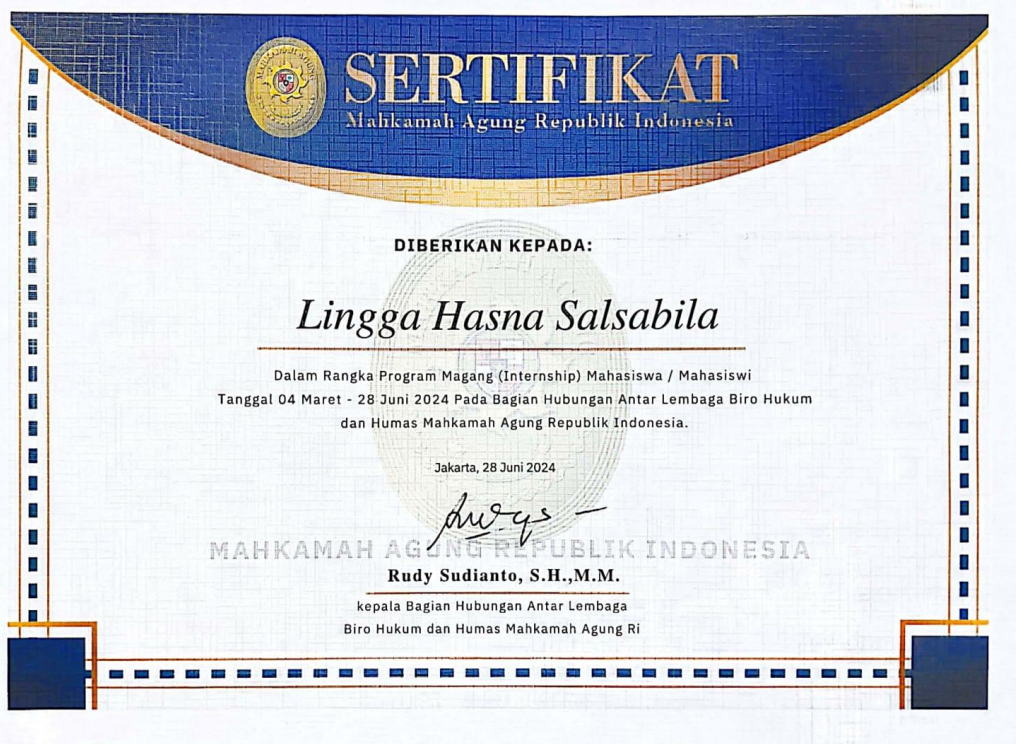 SERTIFIKAT
Mahkamah Agung Republik Indonesia
DIBERIKAN KEPADA:
Lingga Hasna Salsabila
Dalam Rangka Program Magang (Internship) Mahasiswa / Mahasiswi
Tanggal 04 Maret - 28 Juni 2024 Pada Bagian Hubungan Antar Lembaga Biro Hukum
dan Humas Mahkamah Agung Republik Indonesia.
Jakarta, 28 Juni 2024
MAHKAMAH AGUNG REPUBLIK INDONESIA
Rudy Sudianto, S.H.,M.M.
kepala Bagian Hubungan Antar Lembaga
Biro Hukum dan Humas Mahkamah Agung Ri